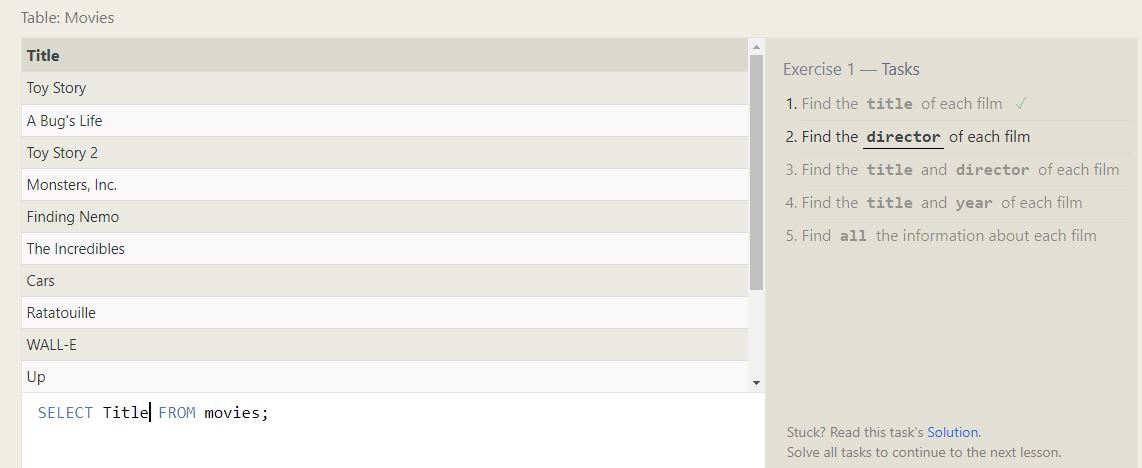 Table: Movies
Title
Toy Story
A Bug's Life
Toy Story 2
Monsters, Inc.
Finding Nemo
The Incredibles
Cars
Ratatouille
WALL-E
Up
SELECT Title FROM movies;
Exercise 1 — Tasks
1. Find the title of each film ✓
2. Find the director of each film
3. Find the title and director of each film
4. Find the title and year of each film
5. Find all the information about each film
Stuck? Read this task's Solution.
Solve all tasks to continue to the next lesson.